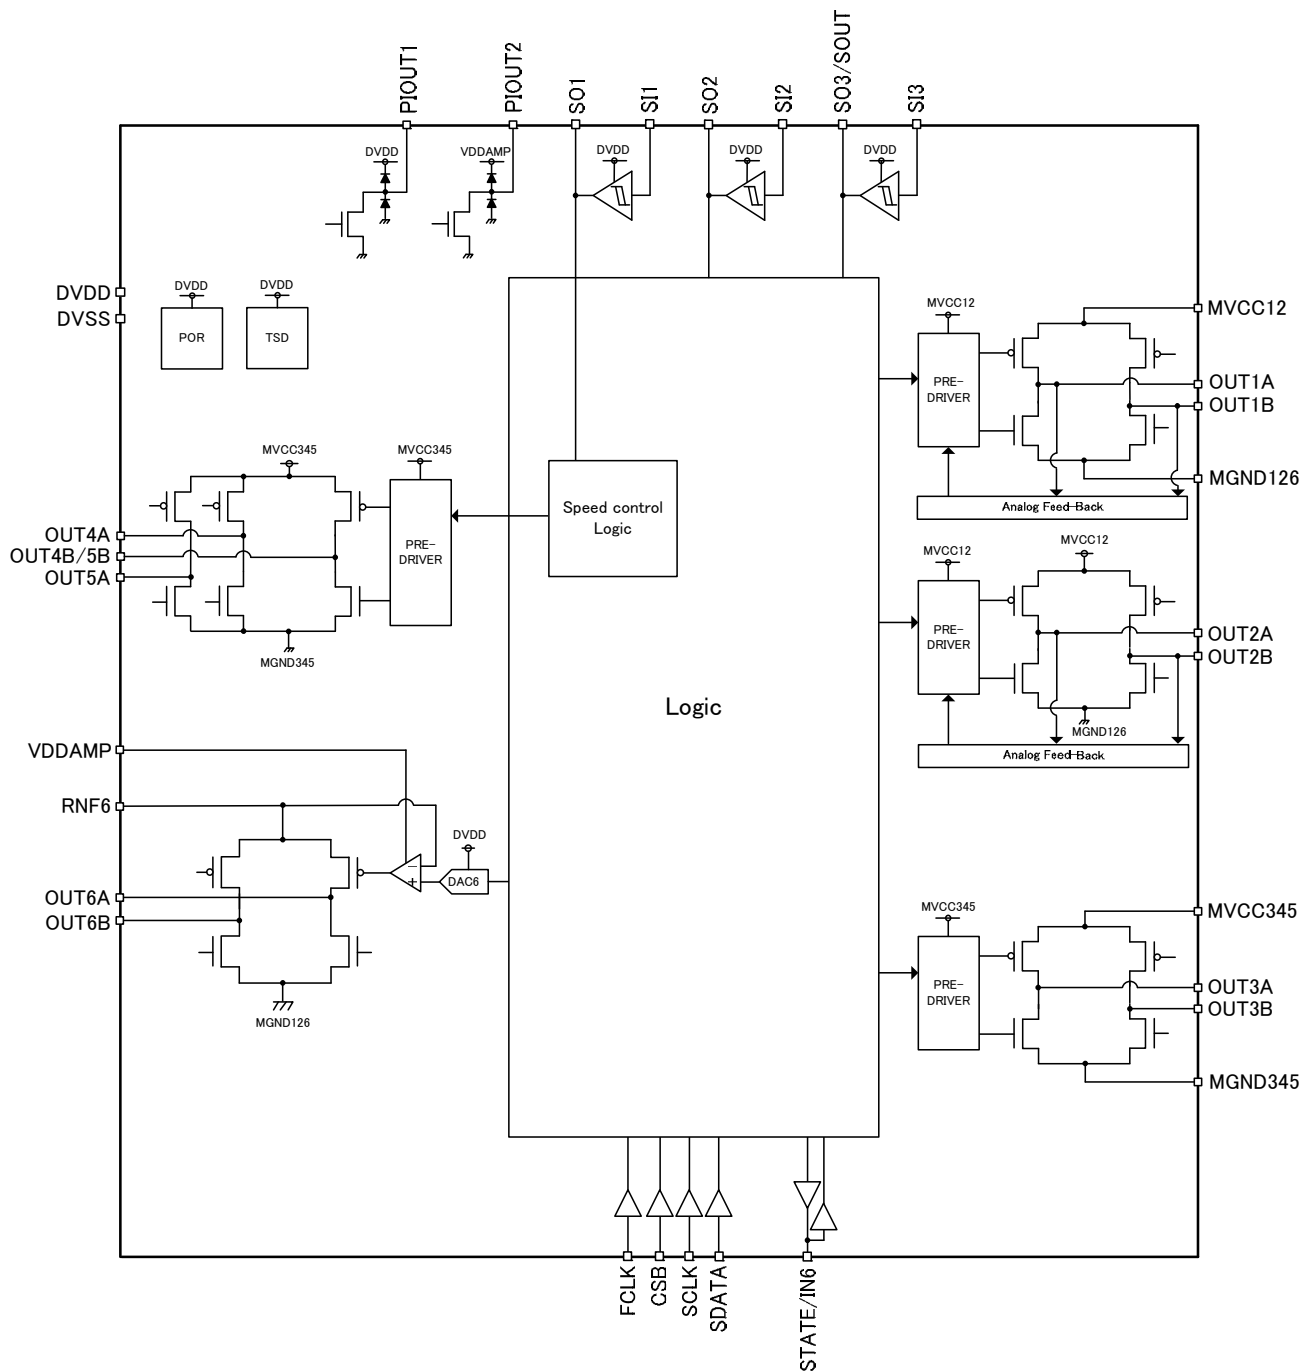 PIOUT1
PIOUT2
SO1
SI1
SO2
SI2
SO3/SOUT
SI3
DVDD
VDDAMP
DVDD
DVDD
DVDD
DVDD
DVSS
DVDD
POR
DVDD
TSD
MVCC12
PRE-
DRIVER
MVCC12
OUT1A
OUT1B
MGND126
Analog Feed-Back
MVCC345
MVCC345
PRE-
DRIVER
Speed control
Logic
OUT4A
OUT4B/5B
OUT5A
MGND345
MVCC12
MVCC12
PRE-
DRIVER
OUT2A
OUT2B
MGND126
Analog Feed-Back
Logic
VDDAMP
RNF6
DVDD
DAC6
−
+
OUT6A
OUT6B
MGND126
MVCC345
PRE-
DRIVER
MVCC345
OUT3A
OUT3B
MGND345
FCLK
CSB
SCLK
SDATA
STATE/IN6